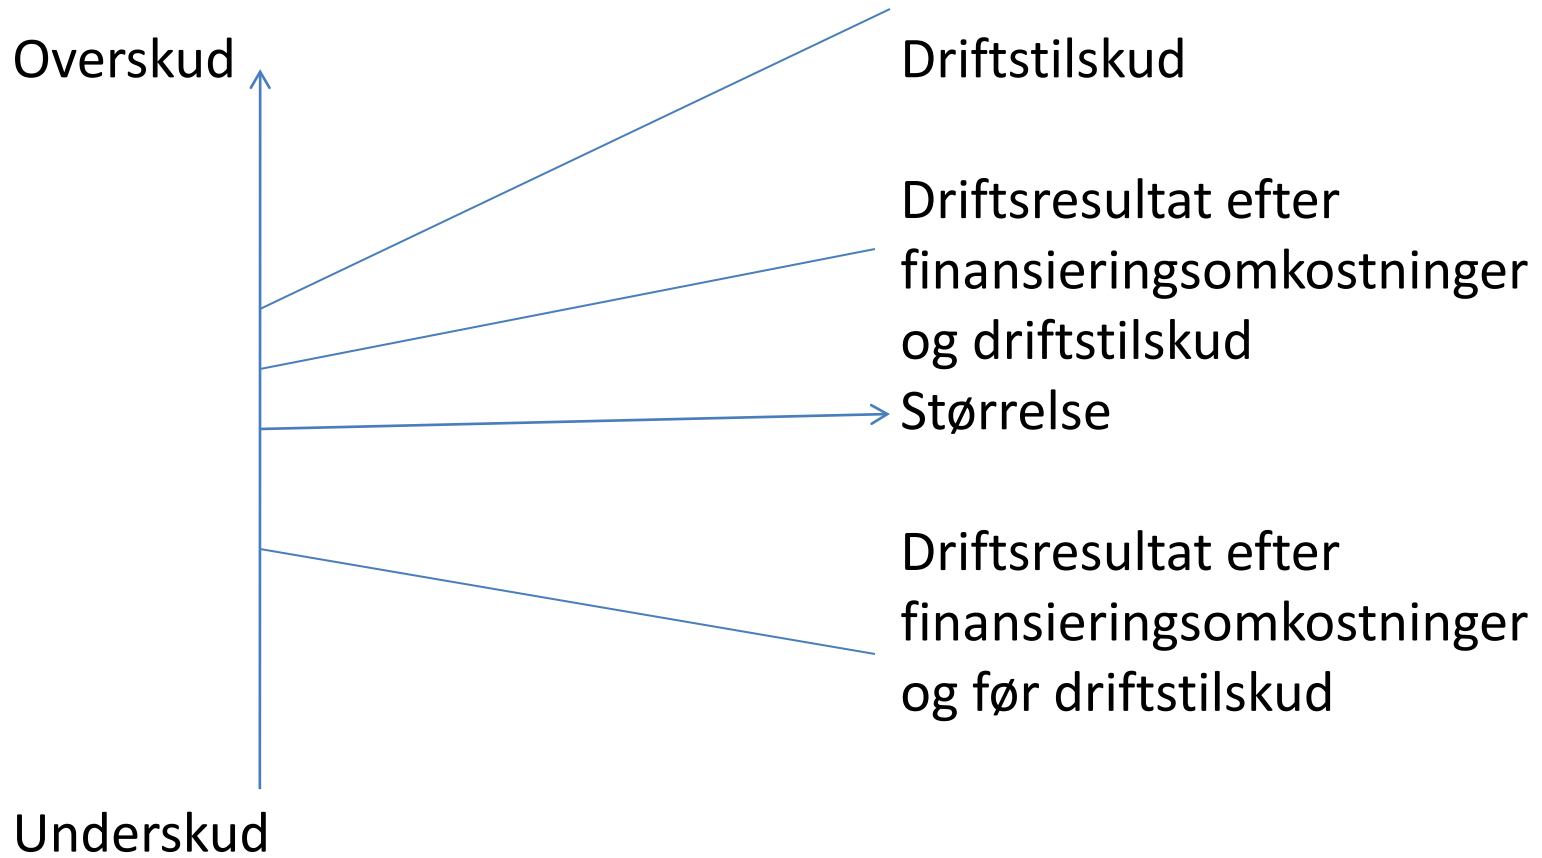 Overskud
Driftstilskud
Driftsresultat efter
finansieringsomkostninger
og driftstilskud
Størrelse
Driftsresultat efter
finansieringsomkostninger
og før driftstilskud
Underskud